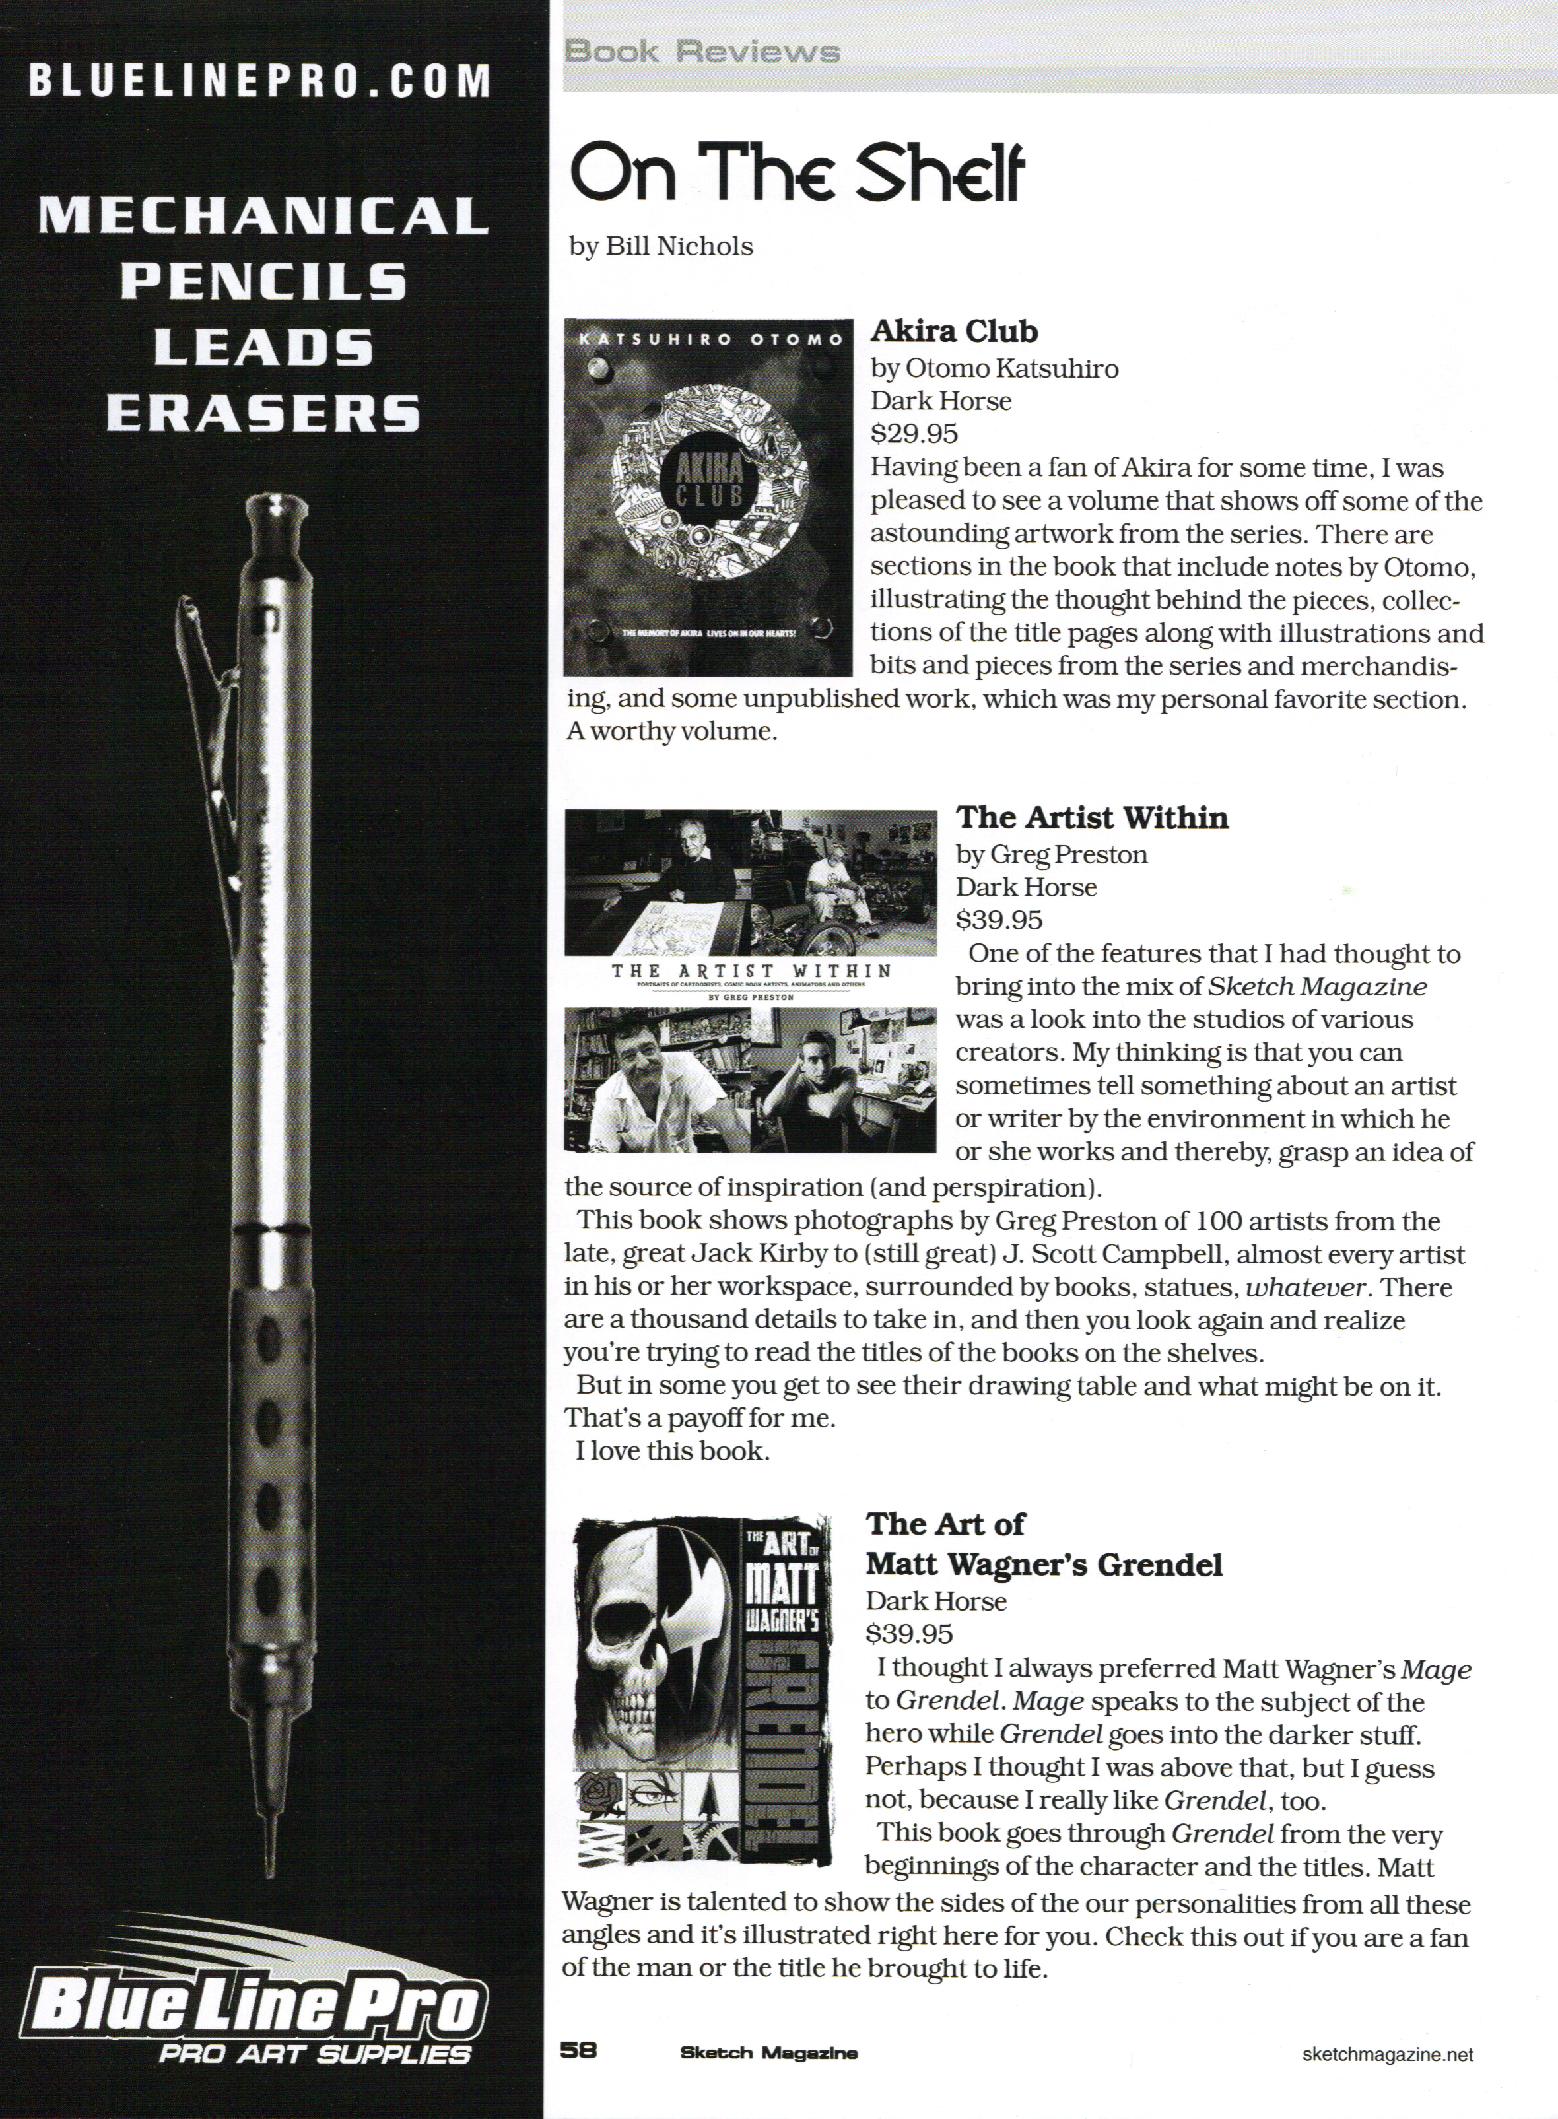 BLUELINEPRO.COM
MECHANICAL
PENCILS
LEADS
ERASERS
BlueLinePro
PRO ART SUPPLIES
Book Reviews
On The Shelf
by Bill Nichols
KATSUHIRO OTOMO
AKIRA
CLUB
THE MEMORY OF AKIRA LIVES ON IN OUR HEARTS!
Akira Club
by Otomo Katsuhiro
Dark Horse
$29.95
Having been a fan of Akira for some time, I was
pleased to see a volume that shows off some of the
astounding artwork from the series. There are
sections in the book that include notes by Otomo,
illustrating the thought behind the pieces, collec-
tions of the title pages along with illustrations and
bits and pieces from the series and merchandis-
ing, and some unpublished work, which was my personal favorite section.
A worthy volume.
THE ARTIST WITHIN
PORTRAITS OF CARTOONISTS, COMIC BOOK ARTISTS, ANIMATORS AND OTHERS
BY GREG PRESTON
The Artist Within
by Greg Preston
Dark Horse
$39.95
One of the features that I had thought to
bring into the mix of Sketch Magazine
was a look into the studios of various
creators. My thinking is that you can
sometimes tell something about an artist
or writer by the environment in which he
or she works and thereby, grasp an idea of
the source of inspiration (and perspiration).
This book shows photographs by Greg Preston of 100 artists from the
late, great Jack Kirby to (still great) J. Scott Campbell, almost every artist
in his or her workspace, surrounded by books, statues, whatever. There
are a thousand details to take in, and then you look again and realize
you're trying to read the titles of the books on the shelves.
But in some you get to see their drawing table and what might be on it.
That's a payoff for me.
I love this book.
THE ART OF
MATT
WAGNER'S
GRENDEL
The Art of
Matt Wagner's Grendel
Dark Horse
$39.95
I thought I always preferred Matt Wagner's Mage
to Grendel. Mage speaks to the subject of the
hero while Grendel goes into the darker stuff.
Perhaps I thought I was above that, but I guess
not, because I really like Grendel, too.
This book goes through Grendel from the very
beginnings of the character and the titles. Matt
Wagner is talented to show the sides of the our personalities from all these
angles and it's illustrated right here for you. Check this out if you are a fan
of the man or the title he brought to life.
58
Sketch Magazine
sketchmagazine.net